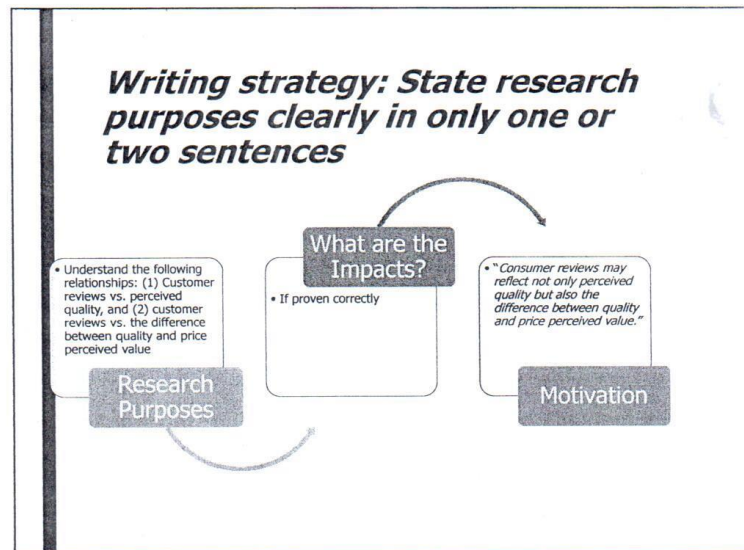 Writing strategy: State research
purposes clearly in only one or
two sentences
• Understand the following
relationships: (1) Customer
reviews vs. perceived
quality, and (2) customer
reviews vs. the difference
between quality and price
perceived value
Research
Purposes
What are the
Impacts?
• If proven correctly
• "Consumer reviews may
reflect not only perceived
quality but also the
difference between quality
and price perceived value."
Motivation